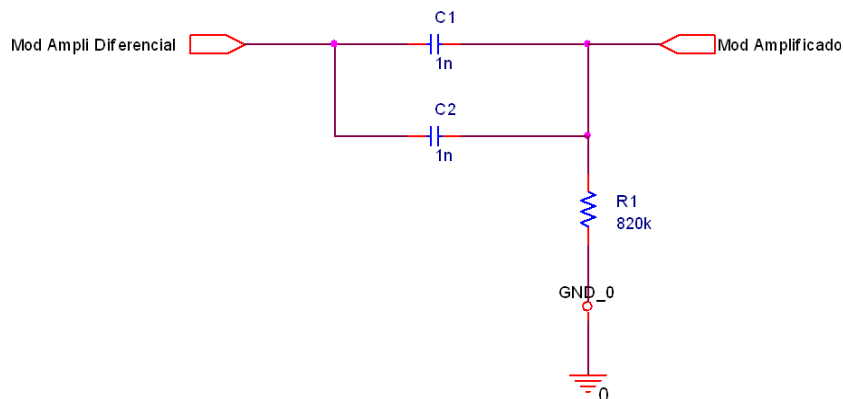 C1
Mod Ampli Diferencial
Mod Amplificado
1n
C2
1n
R1
820k
GND_0
0